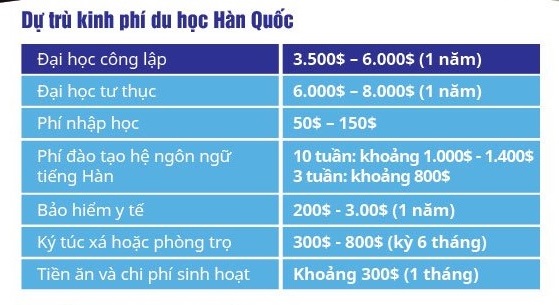 Dự trù kinh phí du học Hàn Quốc
Đại học công lập 3.500$ – 6.000$ (1 năm)
Đại học tư thục 6.000$ – 8.000$ (1 năm)
Phí nhập học 50$ – 150$
Phí đào tạo hệ ngôn ngữ 10 tuần: khoảng 1.000$ - 1.400$
tiếng Hàn 3 tuần: khoảng 800$
Bảo hiểm y tế 200$ - 3.00$ (1 năm)
Ký túc xá hoặc phòng trọ 300$ - 800$ (kỳ 6 tháng)
Tiền ăn và chi phí sinh hoạt Khoảng 300$ (1 tháng)